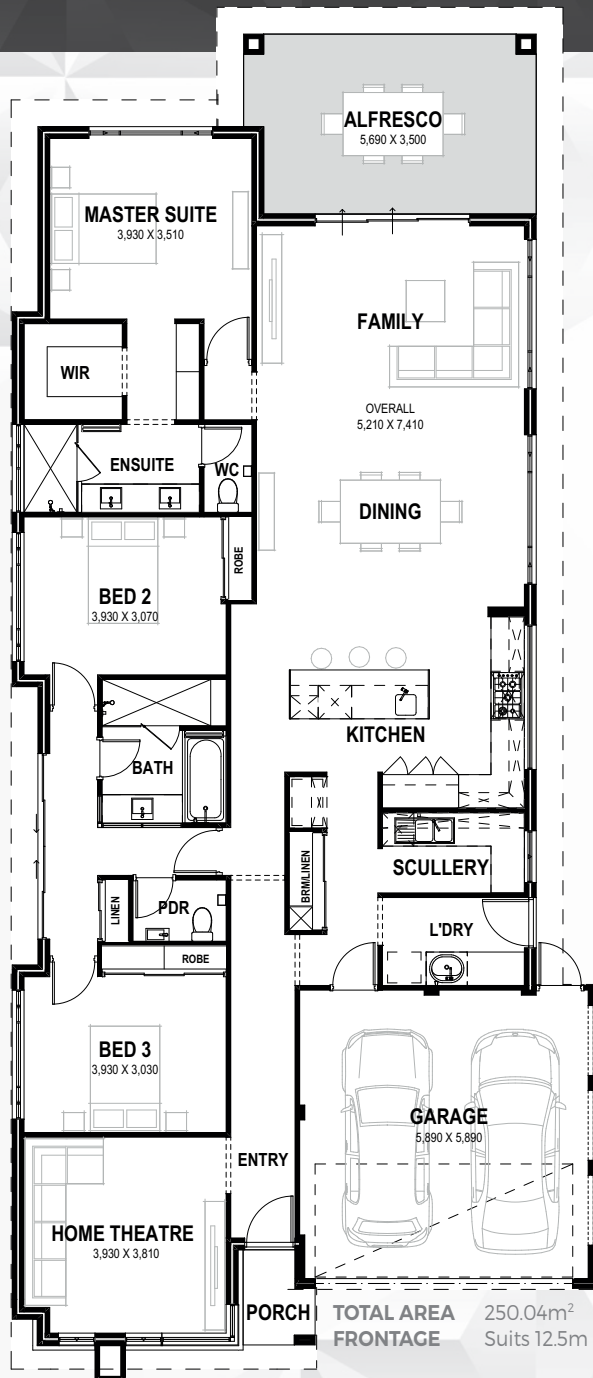 ALFRESCO
5,690 X 3,500
MASTER SUITE
3,930 X 3,510
FAMILY
WIR
OVERALL
5,210 X 7,410
ENSUITE
WC
DINING
ROBE
BED 2
3,930 X 3,070
KITCHEN
BATH
SCULLERY
BRM/LINEN
LINEN
PDR
L'DRY
ROBE
BED 3
3,930 X 3,030
GARAGE
5,890 X 5,890
ENTRY
HOME THEATRE
3,930 X 3,810
PORCH
TOTAL AREA 250.04m²
FRONTAGE Suits 12.5m